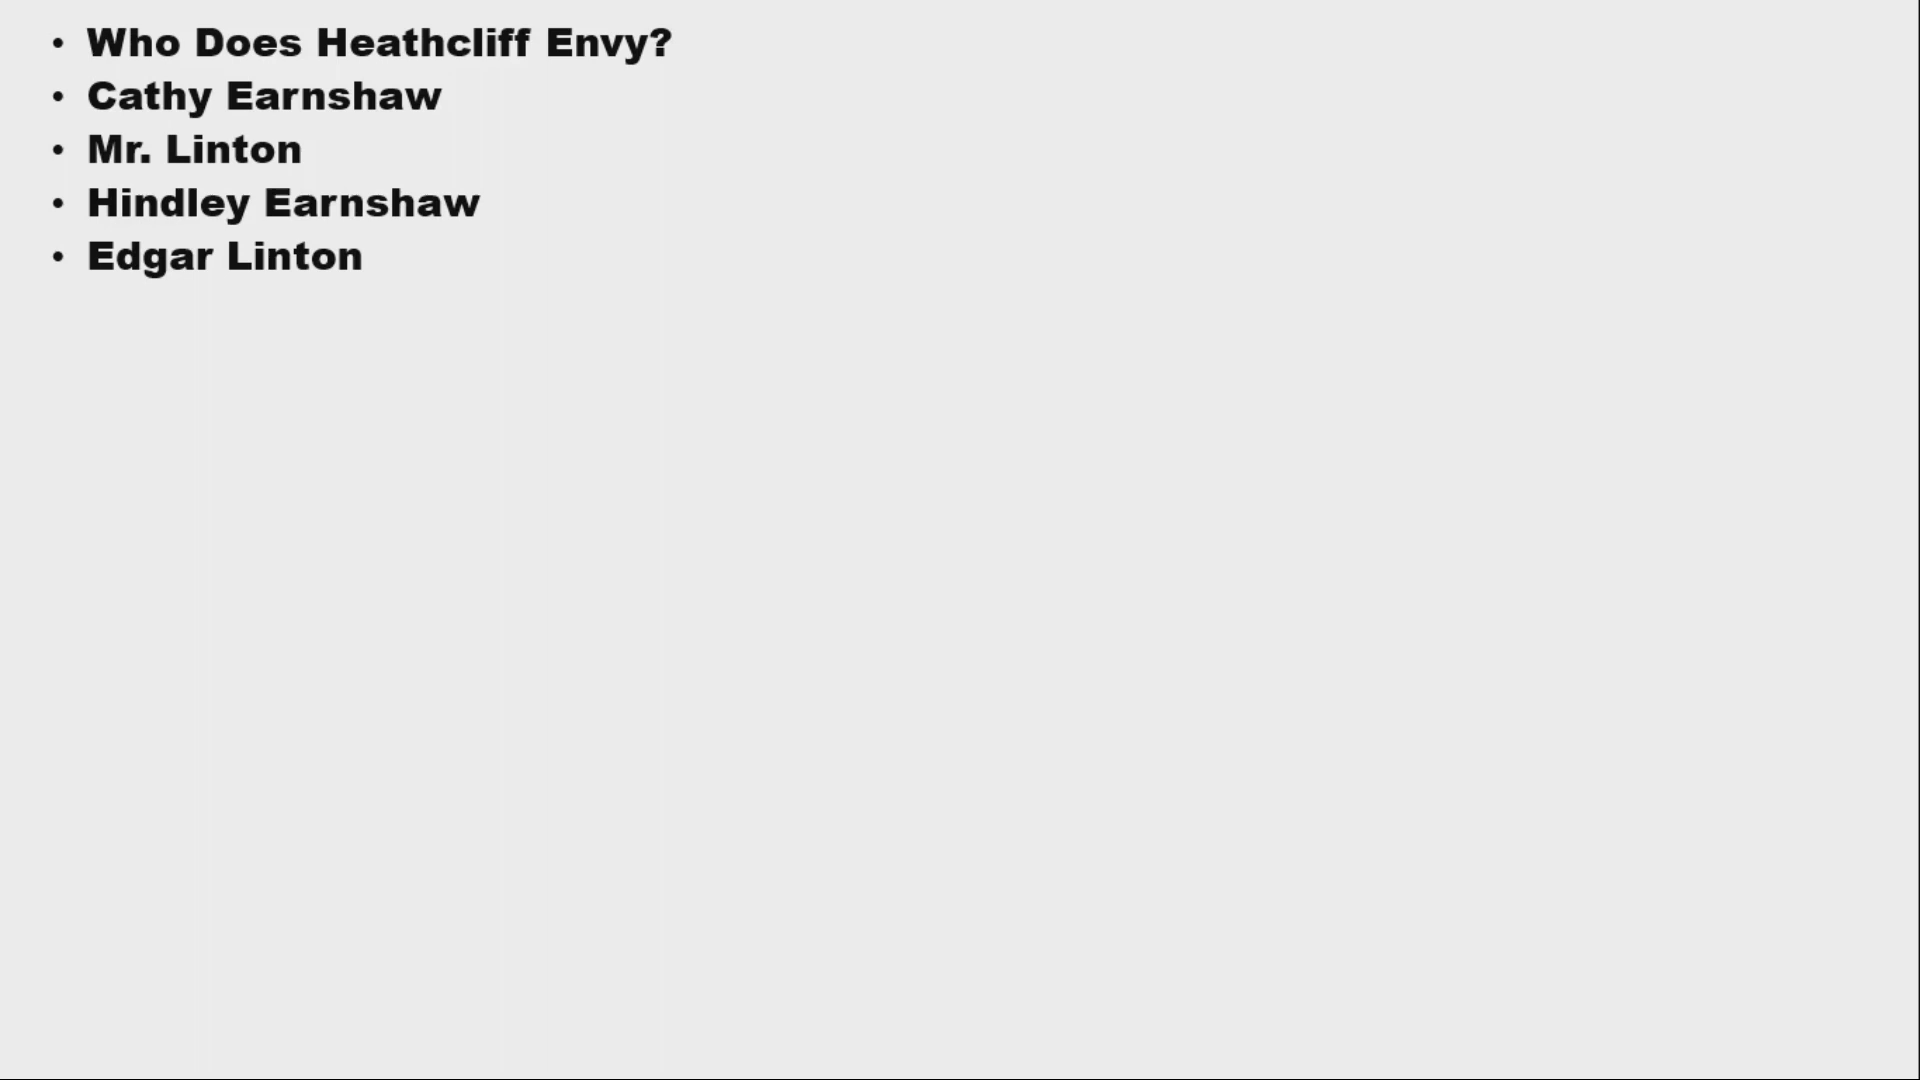 • Who Does Heathcliff Envy?
• Cathy Earnshaw
• Mr. Linton
• Hindley Earnshaw
• Edgar Linton